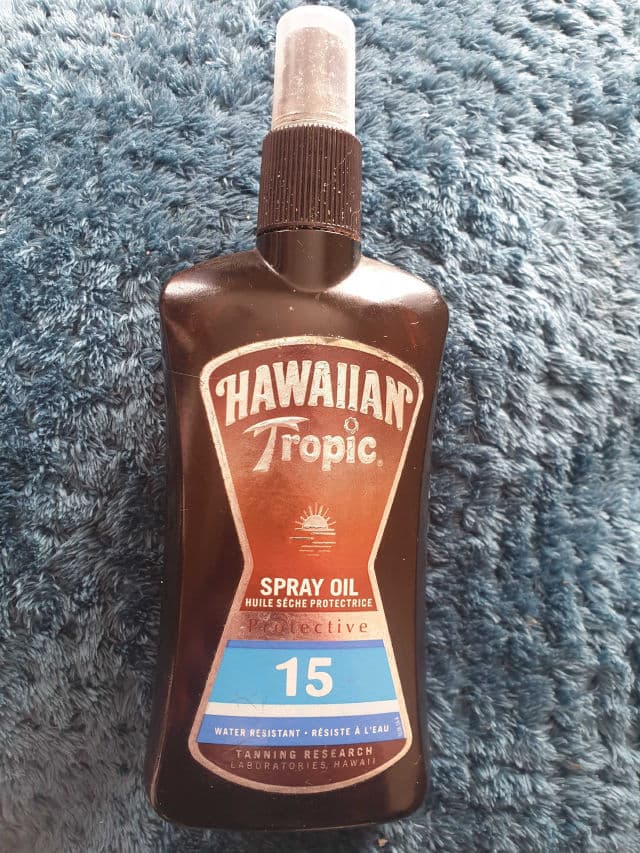 HAWAIIAN
Tropic®
SPRAY OIL
HUILE SÈCHE PROTECTRICE
Protective
15
WATER RESISTANT • RÉSISTE À L'EAU
TANNING RESEARCH
LABORATORIES, HAWAII